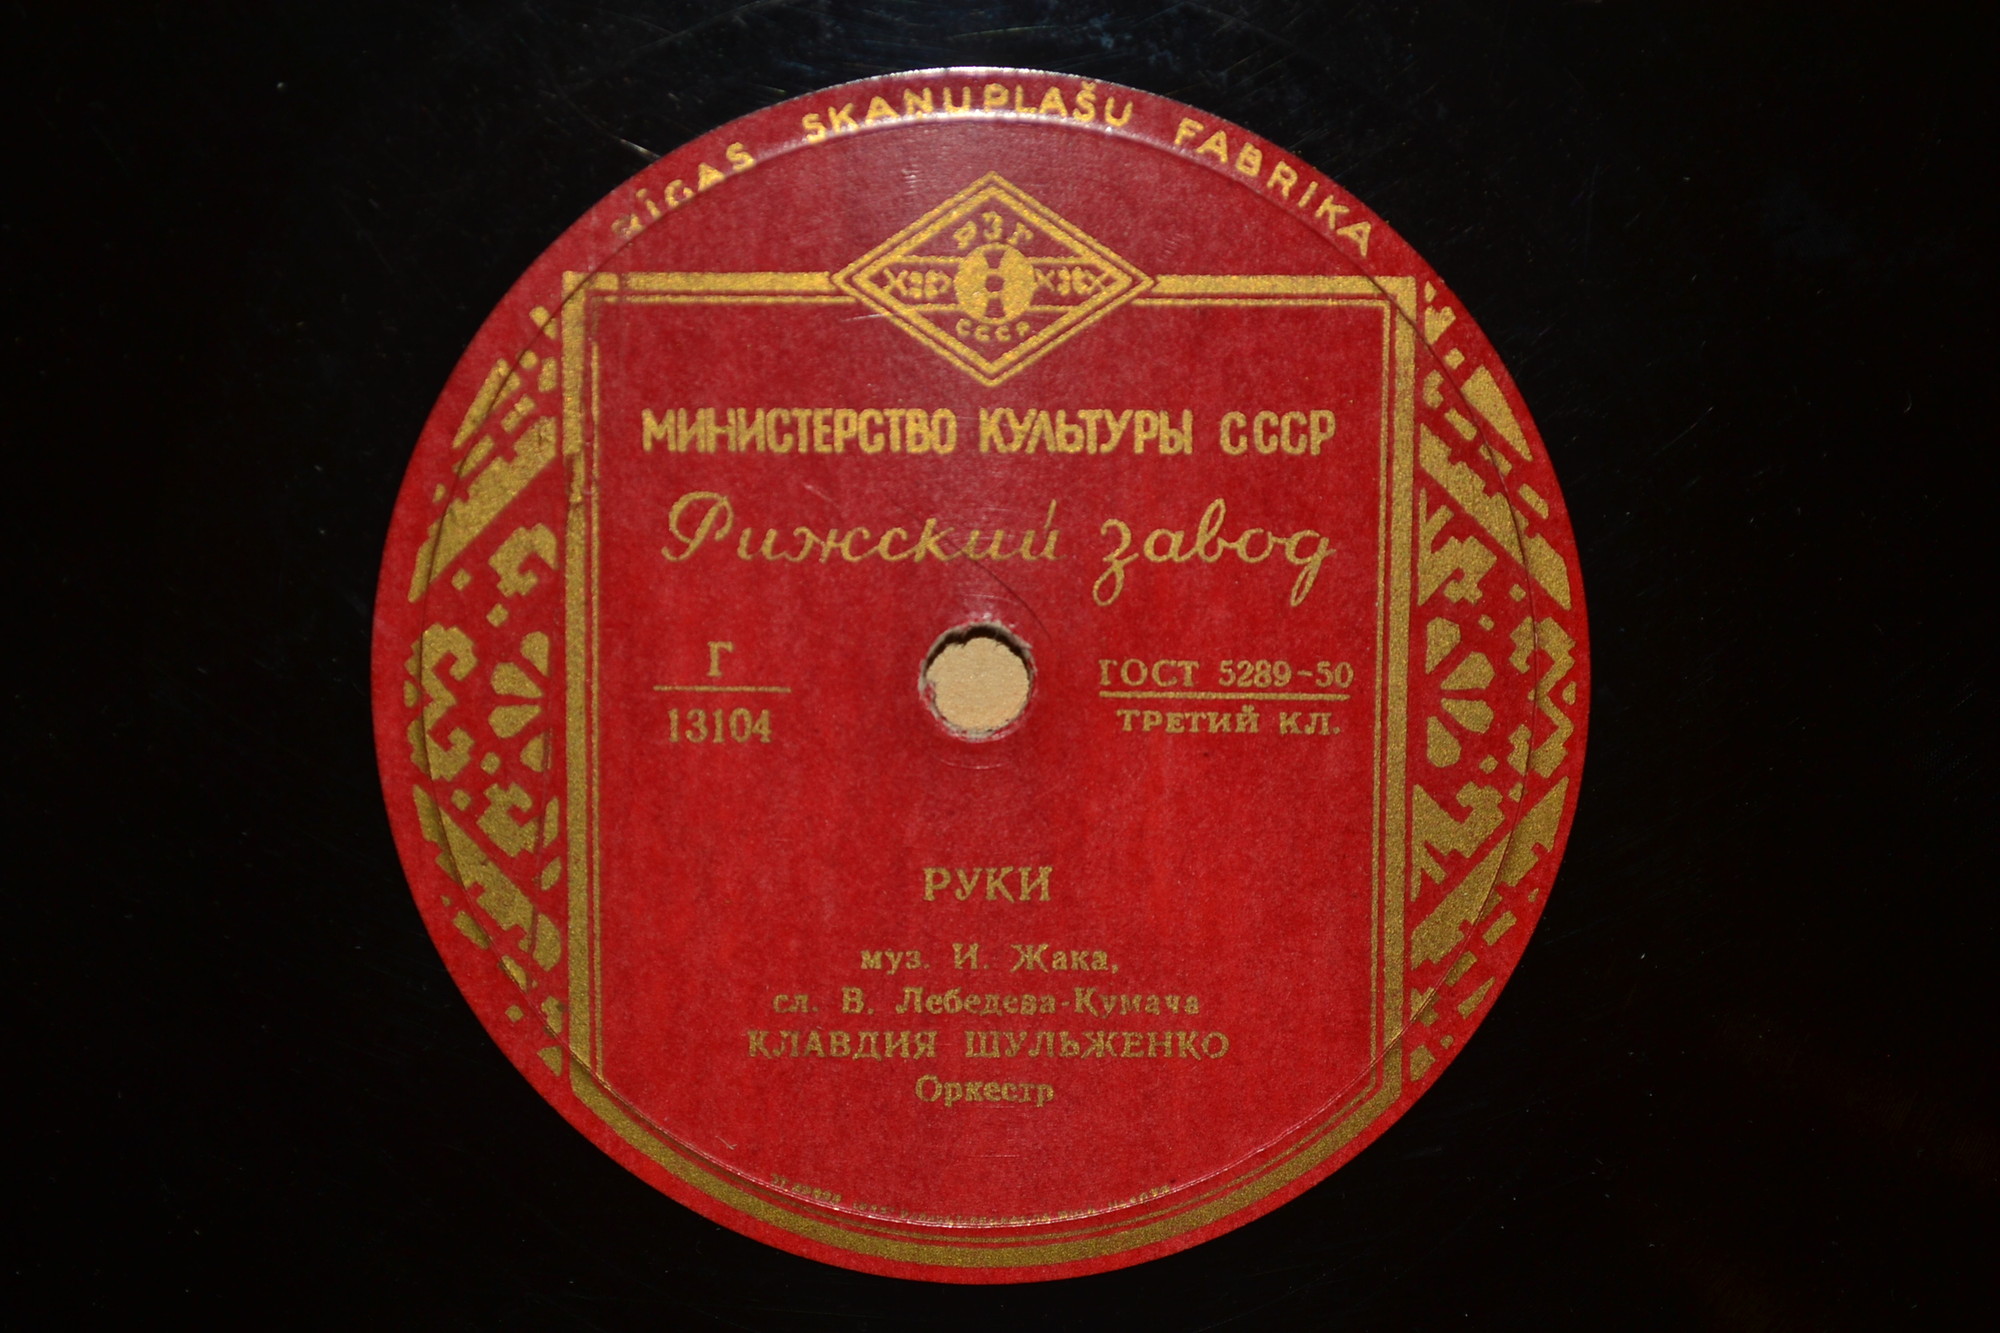 RĪGAS SKAŅUPLAŠU FABRIKA
РЗГ
СССР
МИНИСТЕРСТВО КУЛЬТУРЫ СССР
Рижский завод
Г
13104
ГОСТ 5289-50
ТРЕТИЙ КЛ.
РУКИ
муз. И. Жака,
сл. В. Лебедева-Кумача
КЛАВДИЯ ШУЛЬЖЕНКО
Оркестр